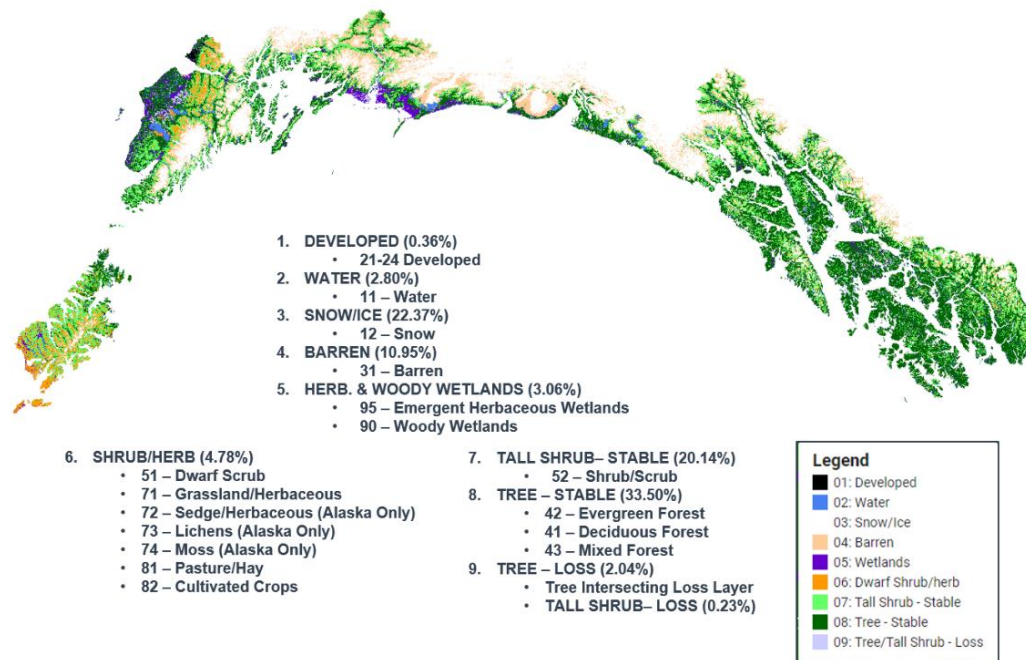 1. DEVELOPED (0.36%)
• 21-24 Developed
2. WATER (2.80%)
• 11 – Water
3. SNOW/ICE (22.37%)
• 12 – Snow
4. BARREN (10.95%)
• 31 – Barren
5. HERB. & WOODY WETLANDS (3.06%)
• 95 – Emergent Herbaceous Wetlands
• 90 – Woody Wetlands
6. SHRUB/HERB (4.78%)
• 51 – Dwarf Scrub
• 71 – Grassland/Herbaceous
• 72 – Sedge/Herbaceous (Alaska Only)
• 73 – Lichens (Alaska Only)
• 74 – Moss (Alaska Only)
• 81 – Pasture/Hay
• 82 – Cultivated Crops
7. TALL SHRUB– STABLE (20.14%)
• 52 – Shrub/Scrub
8. TREE – STABLE (33.50%)
• 42 – Evergreen Forest
• 41 – Deciduous Forest
• 43 – Mixed Forest
9. TREE – LOSS (2.04%)
• Tree Intersecting Loss Layer
• TALL SHRUB– LOSS (0.23%)
Legend
01: Developed
02: Water
03: Snow/Ice
04: Barren
05: Wetlands
06: Dwarf Shrub/herb
07: Tall Shrub - Stable
08: Tree - Stable
09: Tree/Tall Shrub - Loss